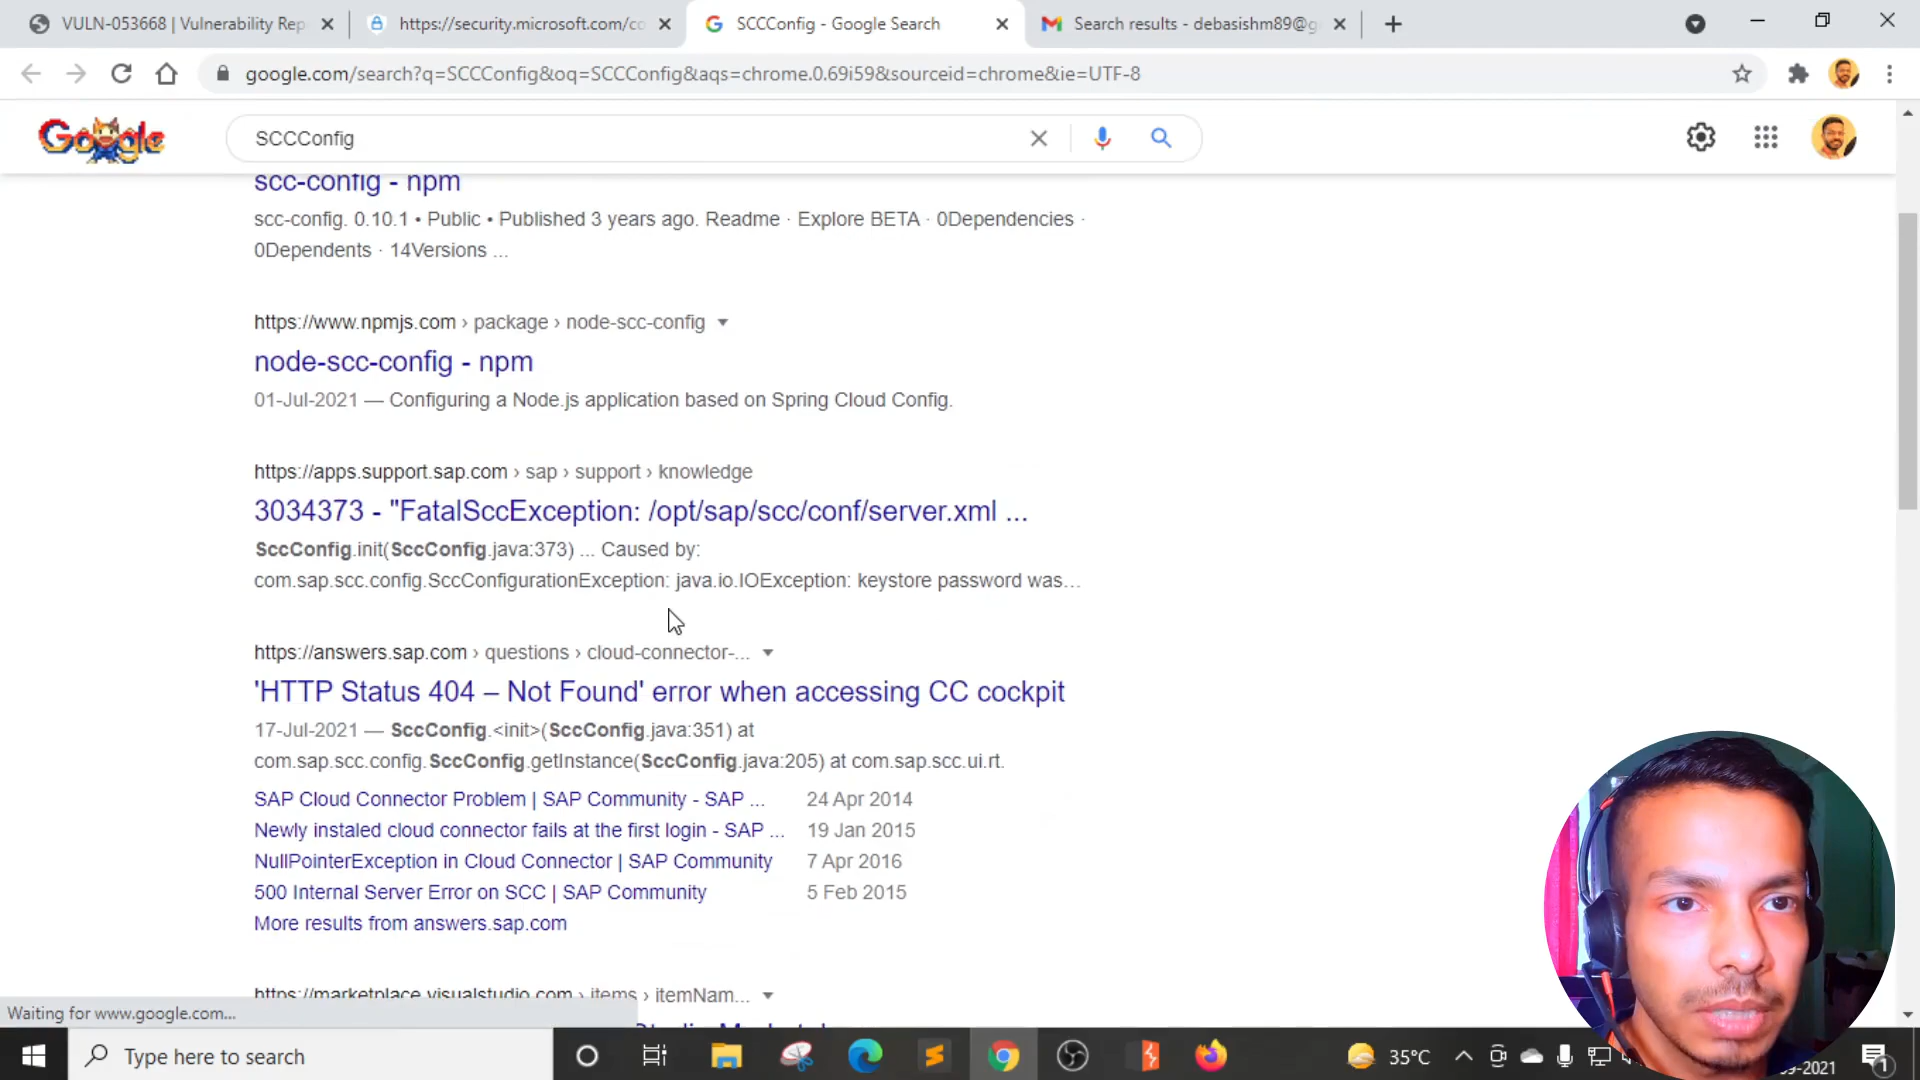 VULN-053668 | Vulnerability Rep
https://security.microsoft.com/co
SCCConfig - Google Search
Search results - debasishm89@g
google.com/search?q=SCCConfig&oq=SCCConfig&aqs=chrome.0.69i59&sourceid=chrome&ie=UTF-8
Google
SCCConfig
scc-config - npm
scc-config. 0.10.1 • Public • Published 3 years ago. Readme · Explore BETA · 0Dependencies ·
0Dependents · 14Versions ...
https://www.npmjs.com › package › node-scc-config
node-scc-config - npm
01-Jul-2021 — Configuring a Node.js application based on Spring Cloud Config.
https://apps.support.sap.com › sap › support › knowledge
3034373 - "FatalSccException: /opt/sap/scc/conf/server.xml ...
SccConfig.init(SccConfig.java:373) ... Caused by:
com.sap.scc.config.SccConfigurationException: java.io.IOException: keystore password was...
https://answers.sap.com › questions › cloud-connector-...
'HTTP Status 404 – Not Found' error when accessing CC cockpit
17-Jul-2021 — SccConfig.<init>(SccConfig.java:351) at
com.sap.scc.config.SccConfig.getInstance(SccConfig.java:205) at com.sap.scc.ui.rt.
SAP Cloud Connector Problem | SAP Community - SAP ... 24 Apr 2014
Newly instaled cloud connector fails at the first login - SAP ... 19 Jan 2015
NullPointerException in Cloud Connector | SAP Community 7 Apr 2016
500 Internal Server Error on SCC | SAP Community 5 Feb 2015
More results from answers.sap.com
https://marketplace.visualstudio.com › items › itemNam...
Waiting for www.google.com...
Type here to search
35°C
-2021
1